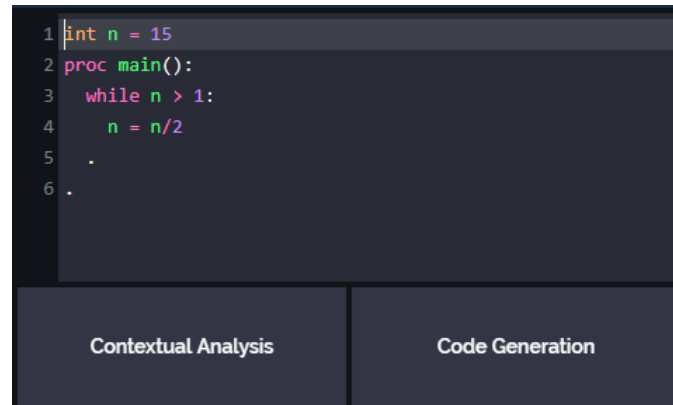 1 int n = 15
2 proc main():
3   while n > 1:
4     n = n/2
5   .
6 .
Contextual Analysis
Code Generation